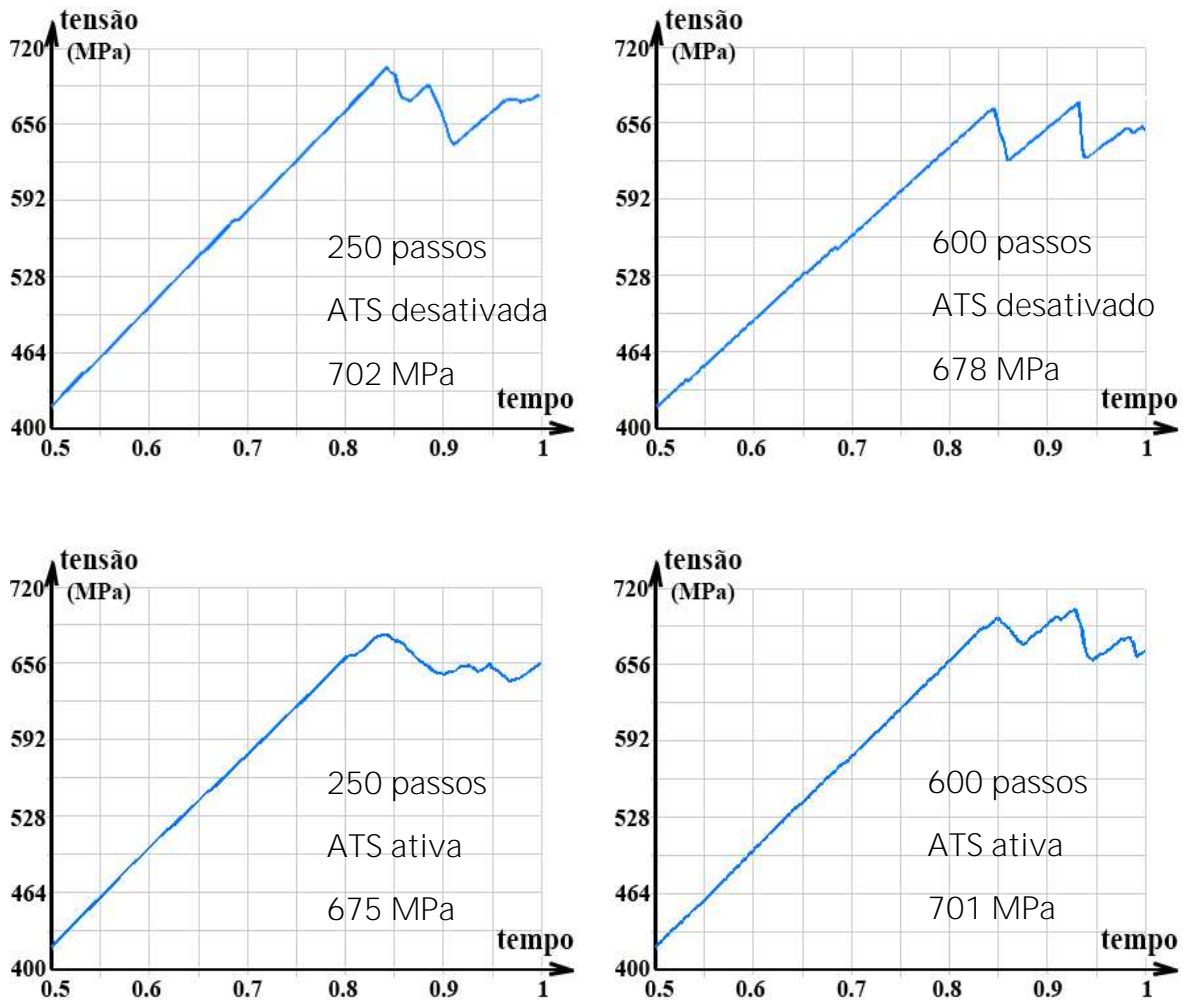 tensão
(MPa)
720
656
592
528
464
400
250 passos
ATS desativada
702 MPa
tempo
0.5 0.6 0.7 0.8 0.9 1
tensão
(MPa)
720
656
592
528
464
400
600 passos
ATS desativado
678 MPa
tempo
0.5 0.6 0.7 0.8 0.9 1
tensão
(MPa)
720
656
592
528
464
400
250 passos
ATS ativa
675 MPa
tempo
0.5 0.6 0.7 0.8 0.9 1
tensão
(MPa)
720
656
592
528
464
400
600 passos
ATS ativa
701 MPa
tempo
0.5 0.6 0.7 0.8 0.9 1